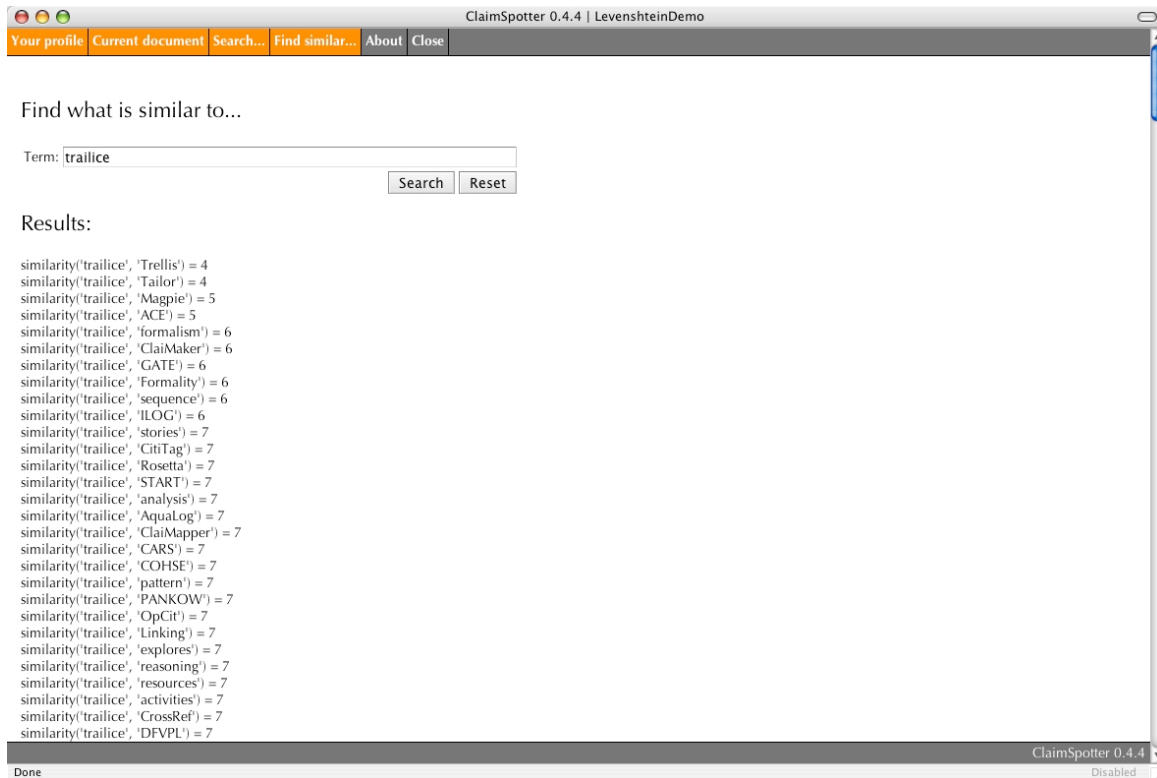 ClaimSpotter 0.4.4 | LevenshteinDemo
Your profile Current document Search... Find similar... About Close
Find what is similar to...
Term: trailice
Search Reset
Results:
similarity('trailice', 'Trellis') = 4
similarity('trailice', 'Tailor') = 4
similarity('trailice', 'Magpie') = 5
similarity('trailice', 'ACE') = 5
similarity('trailice', 'formalism') = 6
similarity('trailice', 'ClaiMaker') = 6
similarity('trailice', 'GATE') = 6
similarity('trailice', 'Formality') = 6
similarity('trailice', 'sequence') = 6
similarity('trailice', 'ILOG') = 6
similarity('trailice', 'stories') = 7
similarity('trailice', 'CitiTag') = 7
similarity('trailice', 'Rosetta') = 7
similarity('trailice', 'START') = 7
similarity('trailice', 'analysis') = 7
similarity('trailice', 'AquaLog') = 7
similarity('trailice', 'ClaiMapper') = 7
similarity('trailice', 'CARS') = 7
similarity('trailice', 'COHSE') = 7
similarity('trailice', 'pattern') = 7
similarity('trailice', 'PANKOW') = 7
similarity('trailice', 'OpCit') = 7
similarity('trailice', 'Linking') = 7
similarity('trailice', 'explores') = 7
similarity('trailice', 'reasoning') = 7
similarity('trailice', 'resources') = 7
similarity('trailice', 'activities') = 7
similarity('trailice', 'CrossRef') = 7
similarity('trailice', 'DFVPL') = 7
ClaimSpotter 0.4.4
Done Disabled